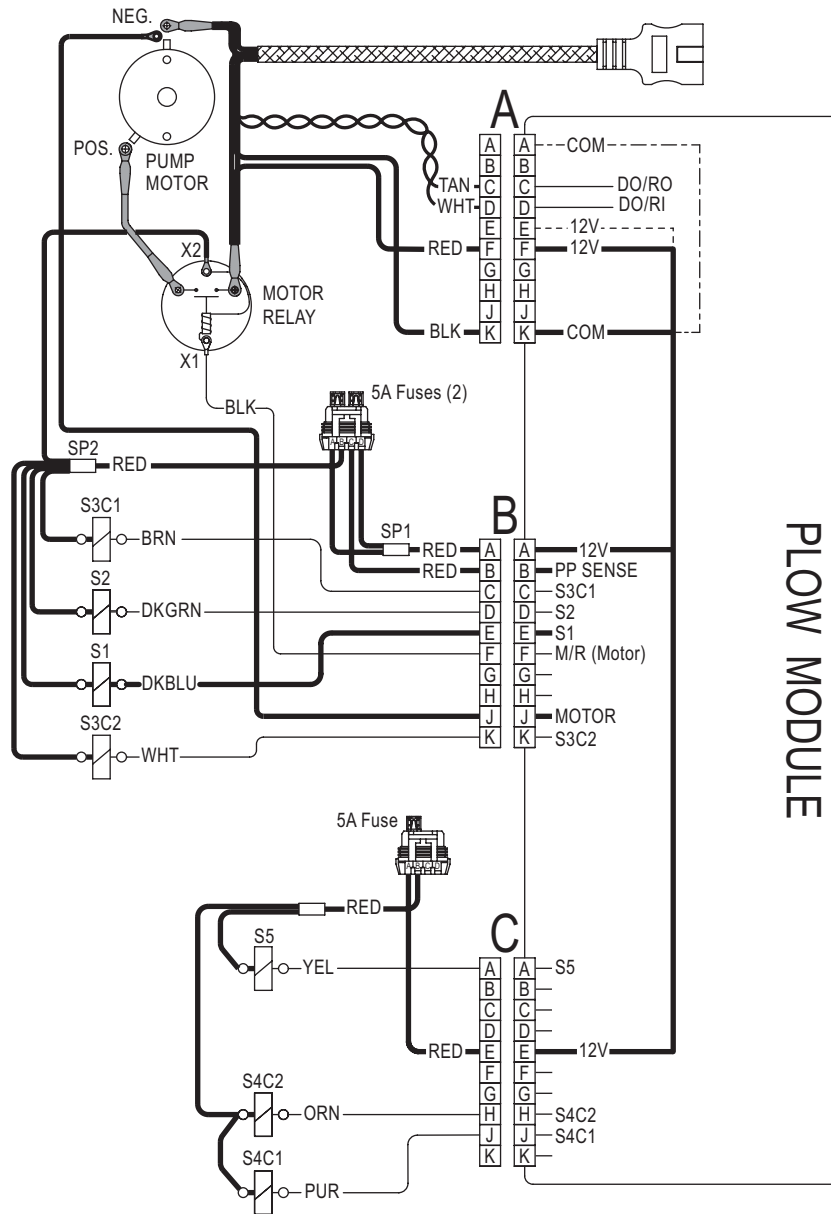 NEG.
POS.
PUMP
MOTOR
X2
MOTOR
RELAY
X1
BLK
A
A A COM
B B
TAN C C DO/RO
WHT D D DO/RI
E E 12V
RED F F 12V
G G
H H
J J
BLK K K COM
5A Fuses (2)
A B C D
SP2
RED
SP1
B
RED A A 12V
RED B B PP SENSE
S3C1
BRN C C S3C1
S2
DKGRN D D S2
S1
DKBLU E E S1
F F M/R (Motor)
G G
H H
J J MOTOR
S3C2
WHT K K S3C2
PLOW MODULE
5A Fuse
A B C D
RED
C
S5
YEL A A S5
B B
C C
D D
RED E E 12V
F F
G G
S4C2
ORN H H S4C2
J J S4C1
K K
S4C1
PUR